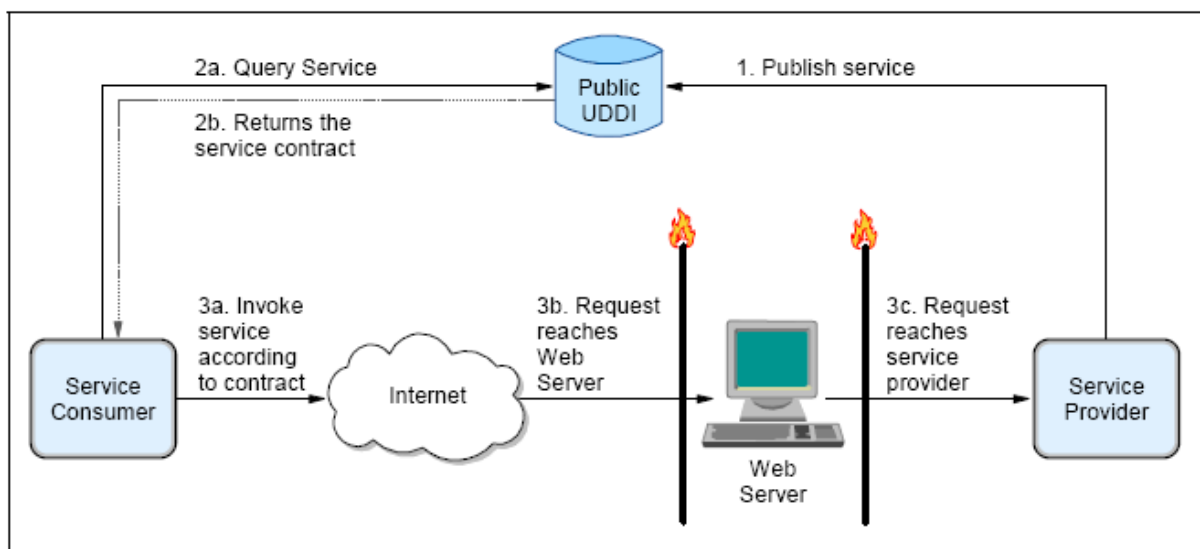 2a. Query Service
Public
UDDI
1. Publish service
2b. Returns the
service contract
3a. Invoke
service
according
to contract
3b. Request
reaches
Web
Server
3c. Request
reaches
service
provider
Service
Consumer
Internet
Web
Server
Service
Provider